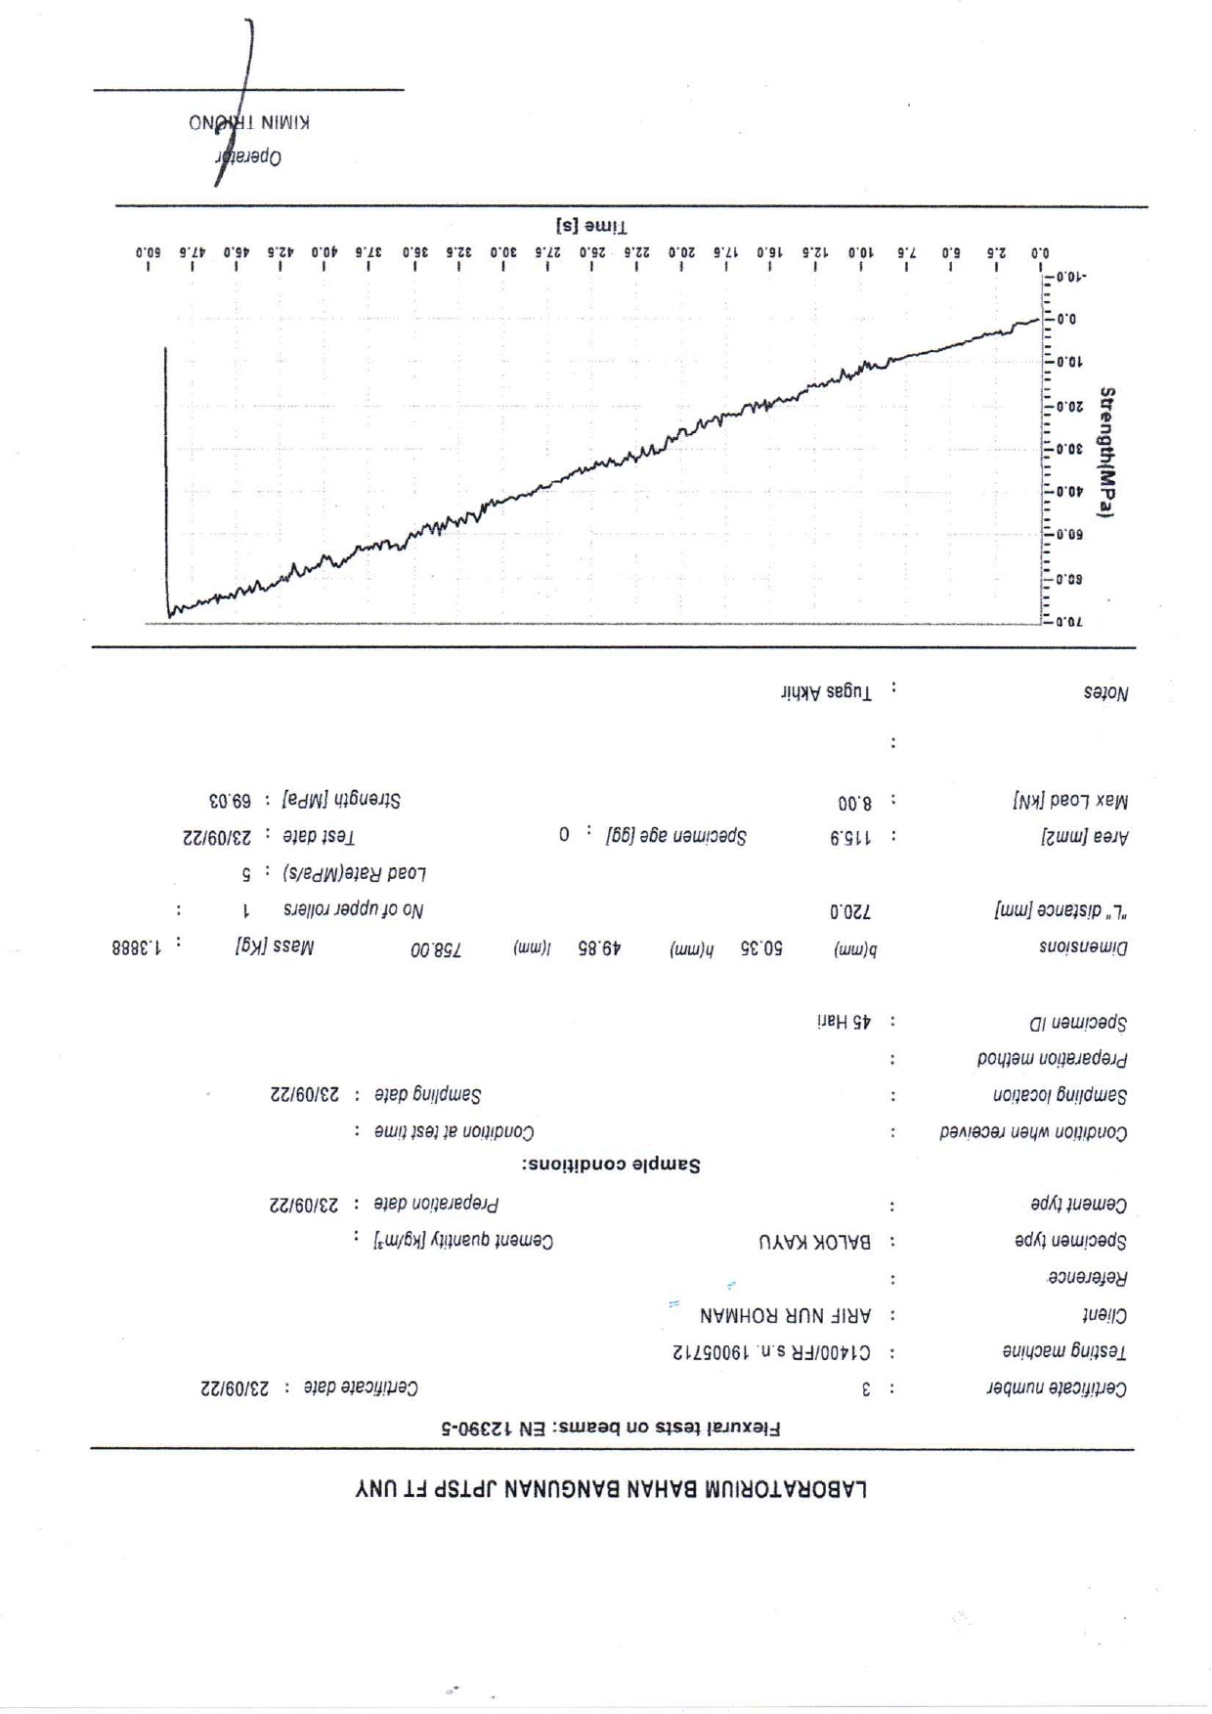 LABORATORIUM BAHAN BANGUNAN JPTSP FT UNY
Flexural tests on beams: EN 12390-5
Certificate number : 3 Certificate date : 23/09/22
Testing machine : C1400/FR s.n. 19005712
Client : ARIF NUR ROHMAN
Reference :
Specimen type : BALOK KAYU Cement quantity [kg/m³] :
Cement type : Preparation date : 23/09/22
Sample conditions:
Condition when received : Condition at test time :
Sampling location : Sampling date : 23/09/22
Preparation method :
Specimen ID : 45 Hari
Dimensions b(mm) 50.35 h(mm) 49.85 l(mm) 758.00 Mass [Kg] : 1.3888
"L" distance [mm] 720.0 No of upper rollers 1 :
Load Rate(MPa/s) : 5
Area [mm2] : 115.9 Specimen age [gg] : 0 Test date : 23/09/22
Max Load [kN] : 8.00 Strength [MPa] : 69.03
:
Notes : Tugas Akhir
Strength(MPa)
70.0
60.0
50.0
40.0
30.0
20.0
10.0
0.0
-10.0
0.0 2.5 5.0 7.5 10.0 12.5 15.0 17.5 20.0 22.5 25.0 27.5 30.0 32.5 35.0 37.5 40.0 42.5 45.0 47.5 50.0
Time [s]
Operator
KIMIN TRIONO